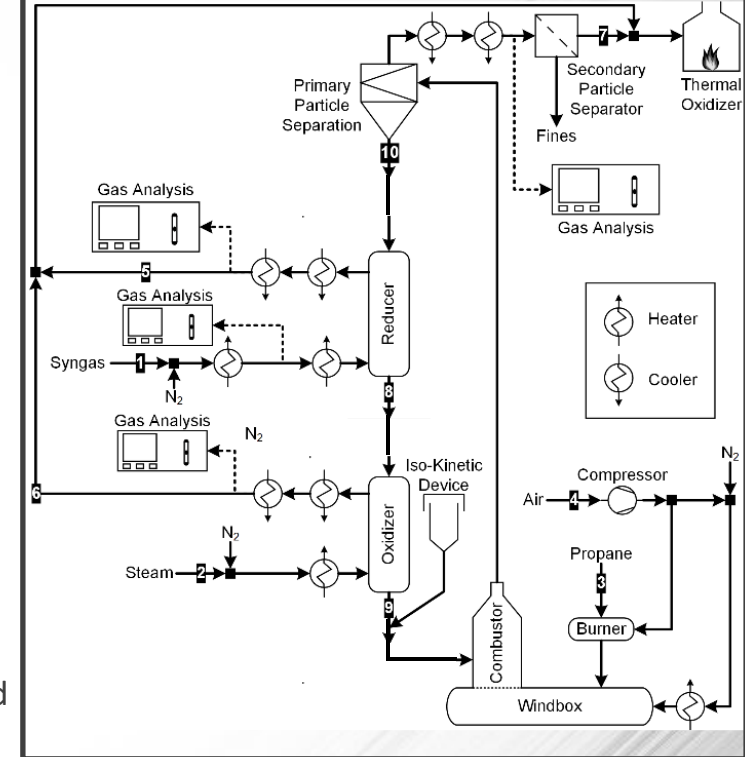 7
Primary
Particle
Separation
Secondary
Particle
Separator
Thermal
Oxidizer
Fines
10
Gas Analysis
Gas Analysis
5
Gas Analysis
Reducer
Heater
Syngas
1
N2
Cooler
8
Gas Analysis
N2
Iso-Kinetic
Device
N2
Compressor
6
Air
4
Oxidizer
N2
Propane
Steam
2
3
9
Burner
Combustor
Windbox
d